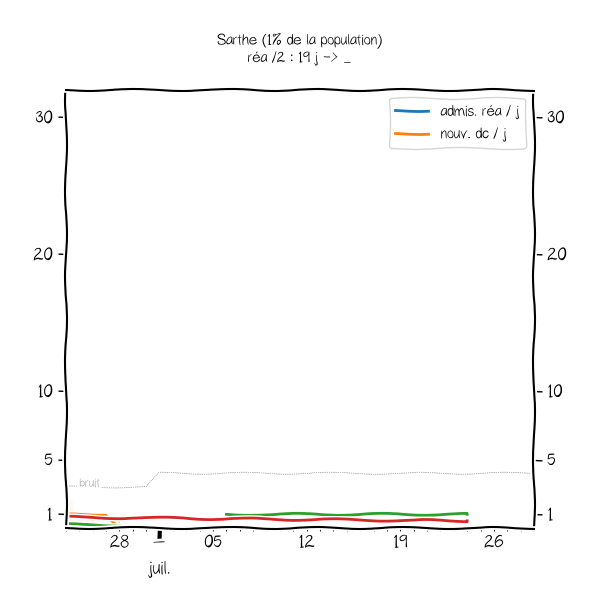 Sarthe (1% de la population)
réa /2 : 19 j -> _
admis. réa / j
nouv. dc / j
30 30
20 20
10 10
5 5
bruit
1 1
28 05 12 19 26
juil.